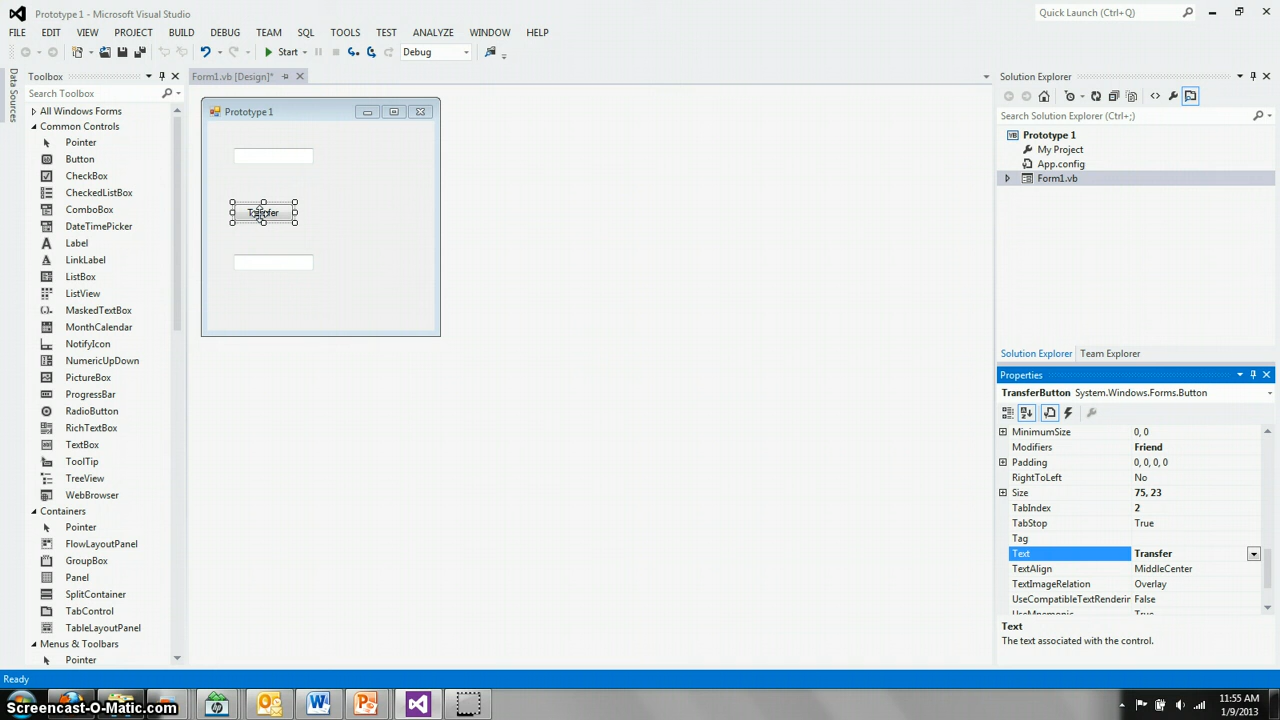 Prototype 1 - Microsoft Visual Studio
Quick Launch (Ctrl+Q)
FILE EDIT VIEW PROJECT BUILD DEBUG TEAM SQL TOOLS TEST ANALYZE WINDOW HELP
Start Debug
Data Sources
Toolbox
Search Toolbox
All Windows Forms
Common Controls
Pointer
Button
CheckBox
CheckedListBox
ComboBox
DateTimePicker
Label
LinkLabel
ListBox
ListView
MaskedTextBox
MonthCalendar
NotifyIcon
NumericUpDown
PictureBox
ProgressBar
RadioButton
RichTextBox
TextBox
ToolTip
TreeView
WebBrowser
Containers
Pointer
FlowLayoutPanel
GroupBox
Panel
SplitContainer
TabControl
TableLayoutPanel
Menus & Toolbars
Pointer
Form1.vb [Design]*
Prototype 1
Transfer
Solution Explorer
Search Solution Explorer (Ctrl+;)
Prototype 1
My Project
App.config
Form1.vb
Solution Explorer Team Explorer
Properties
TransferButton System.Windows.Forms.Button
MinimumSize 0, 0
Modifiers Friend
Padding 0, 0, 0, 0
RightToLeft No
Size 75, 23
TabIndex 2
TabStop True
Tag
Text Transfer
TextAlign MiddleCenter
TextImageRelation Overlay
UseCompatibleTextRenderin False
UseMnemonic True
Text
The text associated with the control.
Ready
Screencast-O-Matic.com
11:55 AM
1/9/2013